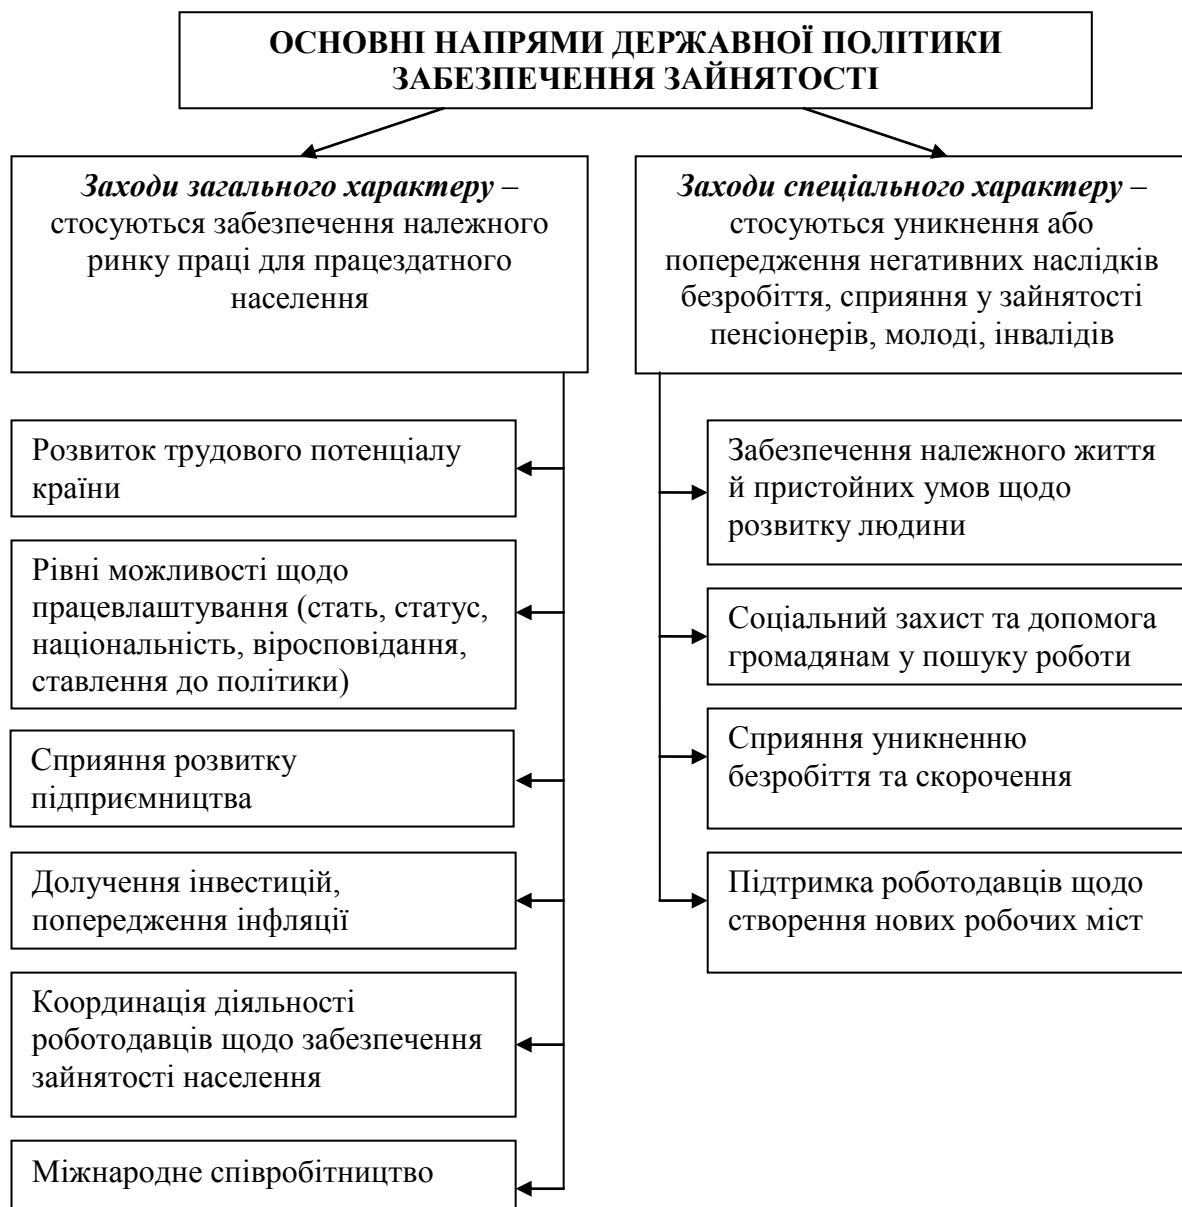 ОСНОВНІ НАПРЯМИ ДЕРЖАВНОЇ ПОЛІТИКИ
ЗАБЕЗПЕЧЕННЯ ЗАЙНЯТОСТІ
Заходи загального характеру –
стосуються забезпечення належного
ринку праці для працездатного
населення
Заходи спеціального характеру –
стосуються уникнення або
попередження негативних наслідків
безробіття, сприяння у зайнятості
пенсіонерів, молоді, інвалідів
Розвиток трудового потенціалу
країни
Рівні можливості щодо
працевлаштування (стать, статус,
національність, віросповідання,
ставлення до політики)
Сприяння розвитку
підприємництва
Долучення інвестицій,
попередження інфляції
Координація діяльності
роботодавців щодо забезпечення
зайнятості населення
Міжнародне співробітництво
Забезпечення належного життя
й пристойних умов щодо
розвитку людини
Соціальний захист та допомога
громадянам у пошуку роботи
Сприяння уникненню
безробіття та скорочення
Підтримка роботодавців щодо
створення нових робочих міст